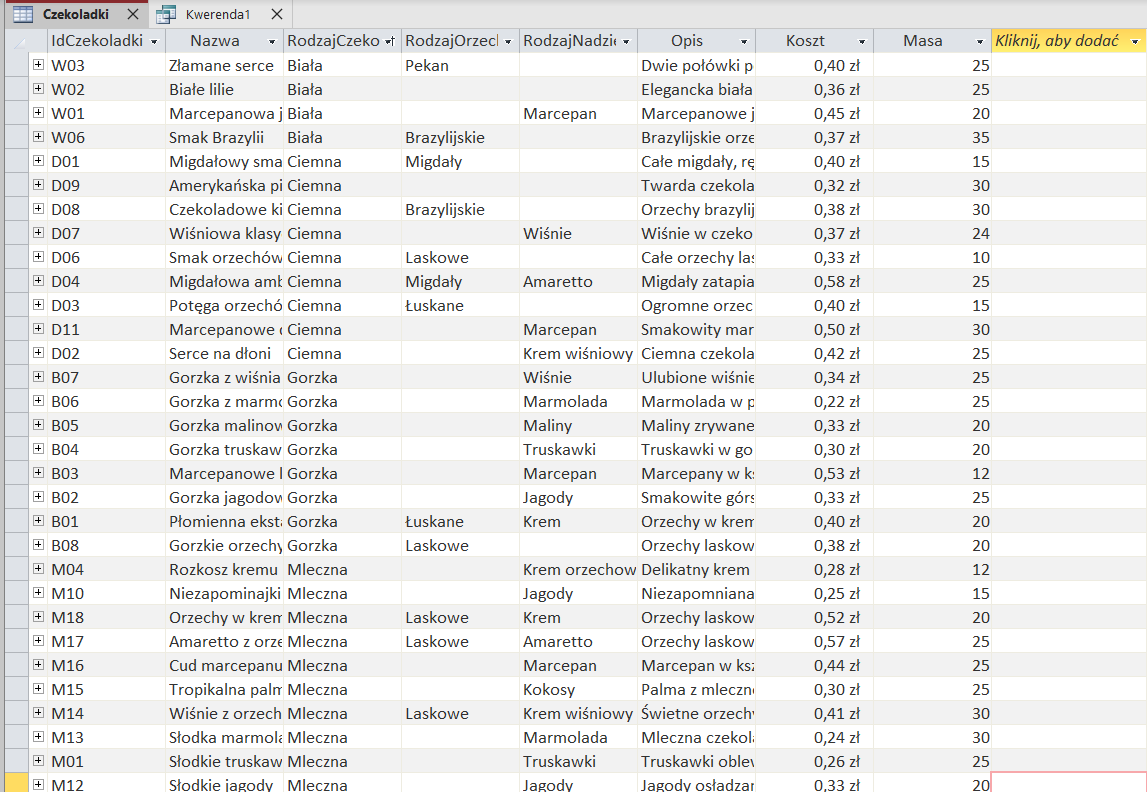 Czekoladki Kwerenda1
IdCzekoladki Nazwa RodzajCzeko RodzajOrzech RodzajNadzie Opis Koszt Masa Kliknij, aby dodać
W03 Złamane serce Biała Pekan Dwie połówki p 0,40 zł 25
W02 Białe lilie Biała Elegancka biała 0,36 zł 25
W01 Marcepanowa j Biała Marcepan Marcepanowe j 0,45 zł 20
W06 Smak Brazylii Biała Brazylijskie Brazylijskie orze 0,37 zł 35
D01 Migdałowy sma Ciemna Migdały Całe migdały, rę 0,40 zł 15
D09 Amerykańska pi Ciemna Twarda czekola 0,32 zł 30
D08 Czekoladowe ki Ciemna Brazylijskie Orzechy brazylij 0,38 zł 30
D07 Wiśniowa klasy Ciemna Wiśnie Wiśnie w czeko 0,37 zł 24
D06 Smak orzechów Ciemna Laskowe Całe orzechy las 0,33 zł 10
D04 Migdałowa amb Ciemna Migdały Amaretto Migdały zatapia 0,58 zł 25
D03 Potęga orzechó Ciemna Łuskane Ogromne orzec 0,40 zł 15
D11 Marcepanowe Ciemna Marcepan Smakowity mar 0,50 zł 30
D02 Serce na dłoni Ciemna Krem wiśniowy Ciemna czekola 0,42 zł 25
B07 Gorzka z wiśnia Gorzka Wiśnie Ulubione wiśnie 0,34 zł 25
B06 Gorzka z marmo Gorzka Marmolada Marmolada w p 0,22 zł 25
B05 Gorzka malinow Gorzka Maliny Maliny zrywane 0,33 zł 20
B04 Gorzka truskaw Gorzka Truskawki Truskawki w go 0,30 zł 20
B03 Marcepanowe Gorzka Marcepan Marcepany w ks 0,53 zł 12
B02 Gorzka jagodow Gorzka Jagody Smakowite górs 0,33 zł 25
B01 Płomienna eksta Gorzka Łuskane Krem Orzechy w krem 0,40 zł 20
B08 Gorzkie orzechy Gorzka Laskowe Orzechy laskow 0,38 zł 20
M04 Rozkosz kremu Mleczna Krem orzechow Delikatny krem 0,28 zł 12
M10 Niezapominajki Mleczna Jagody Niezapomniana 0,25 zł 15
M18 Orzechy w krem Mleczna Laskowe Krem Orzechy laskow 0,52 zł 20
M17 Amaretto z orze Mleczna Laskowe Amaretto Orzechy laskow 0,57 zł 25
M16 Cud marcepanu Mleczna Marcepan Marcepan w ksz 0,44 zł 25
M15 Tropikalna palm Mleczna Kokosy Palma z mleczne 0,30 zł 25
M14 Wiśnie z orzech Mleczna Laskowe Krem wiśniowy Świetne orzechy 0,41 zł 30
M13 Słodka marmola Mleczna Marmolada Mleczna czekola 0,24 zł 30
M01 Słodkie truskaw Mleczna Truskawki Truskawki oblew 0,26 zł 25
M12 Słodkie jagody Mleczna Jagody Jagody osładzan 0,33 zł 20